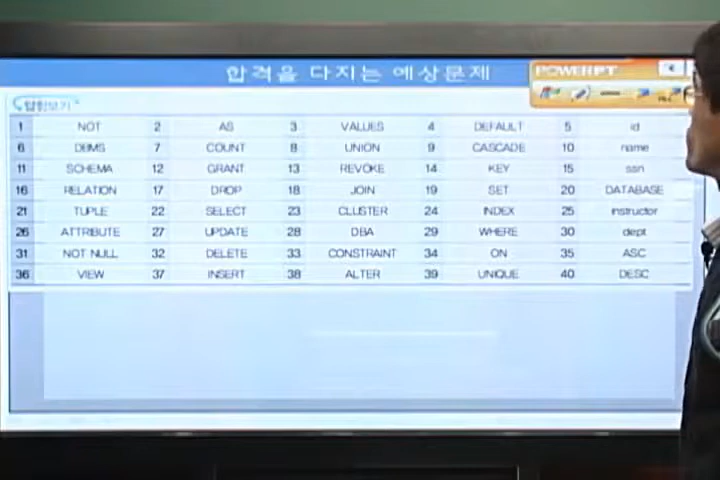 합격을 다지는 예상문제
POWERPT
답항보기
1 NOT 2 AS 3 VALUES 4 DEFAULT 5 id
6 DBMS 7 COUNT 8 UNION 9 CASCADE 10 name
11 SCHEMA 12 GRANT 13 REVOKE 14 KEY 15 ssn
16 RELATION 17 DROP 18 JOIN 19 SET 20 DATABASE
21 TUPLE 22 SELECT 23 CLUSTER 24 INDEX 25 instructor
26 ATTRIBUTE 27 UPDATE 28 DBA 29 WHERE 30 dept
31 NOT NULL 32 DELETE 33 CONSTRAINT 34 ON 35 ASC
36 VIEW 37 INSERT 38 ALTER 39 UNIQUE 40 DESC